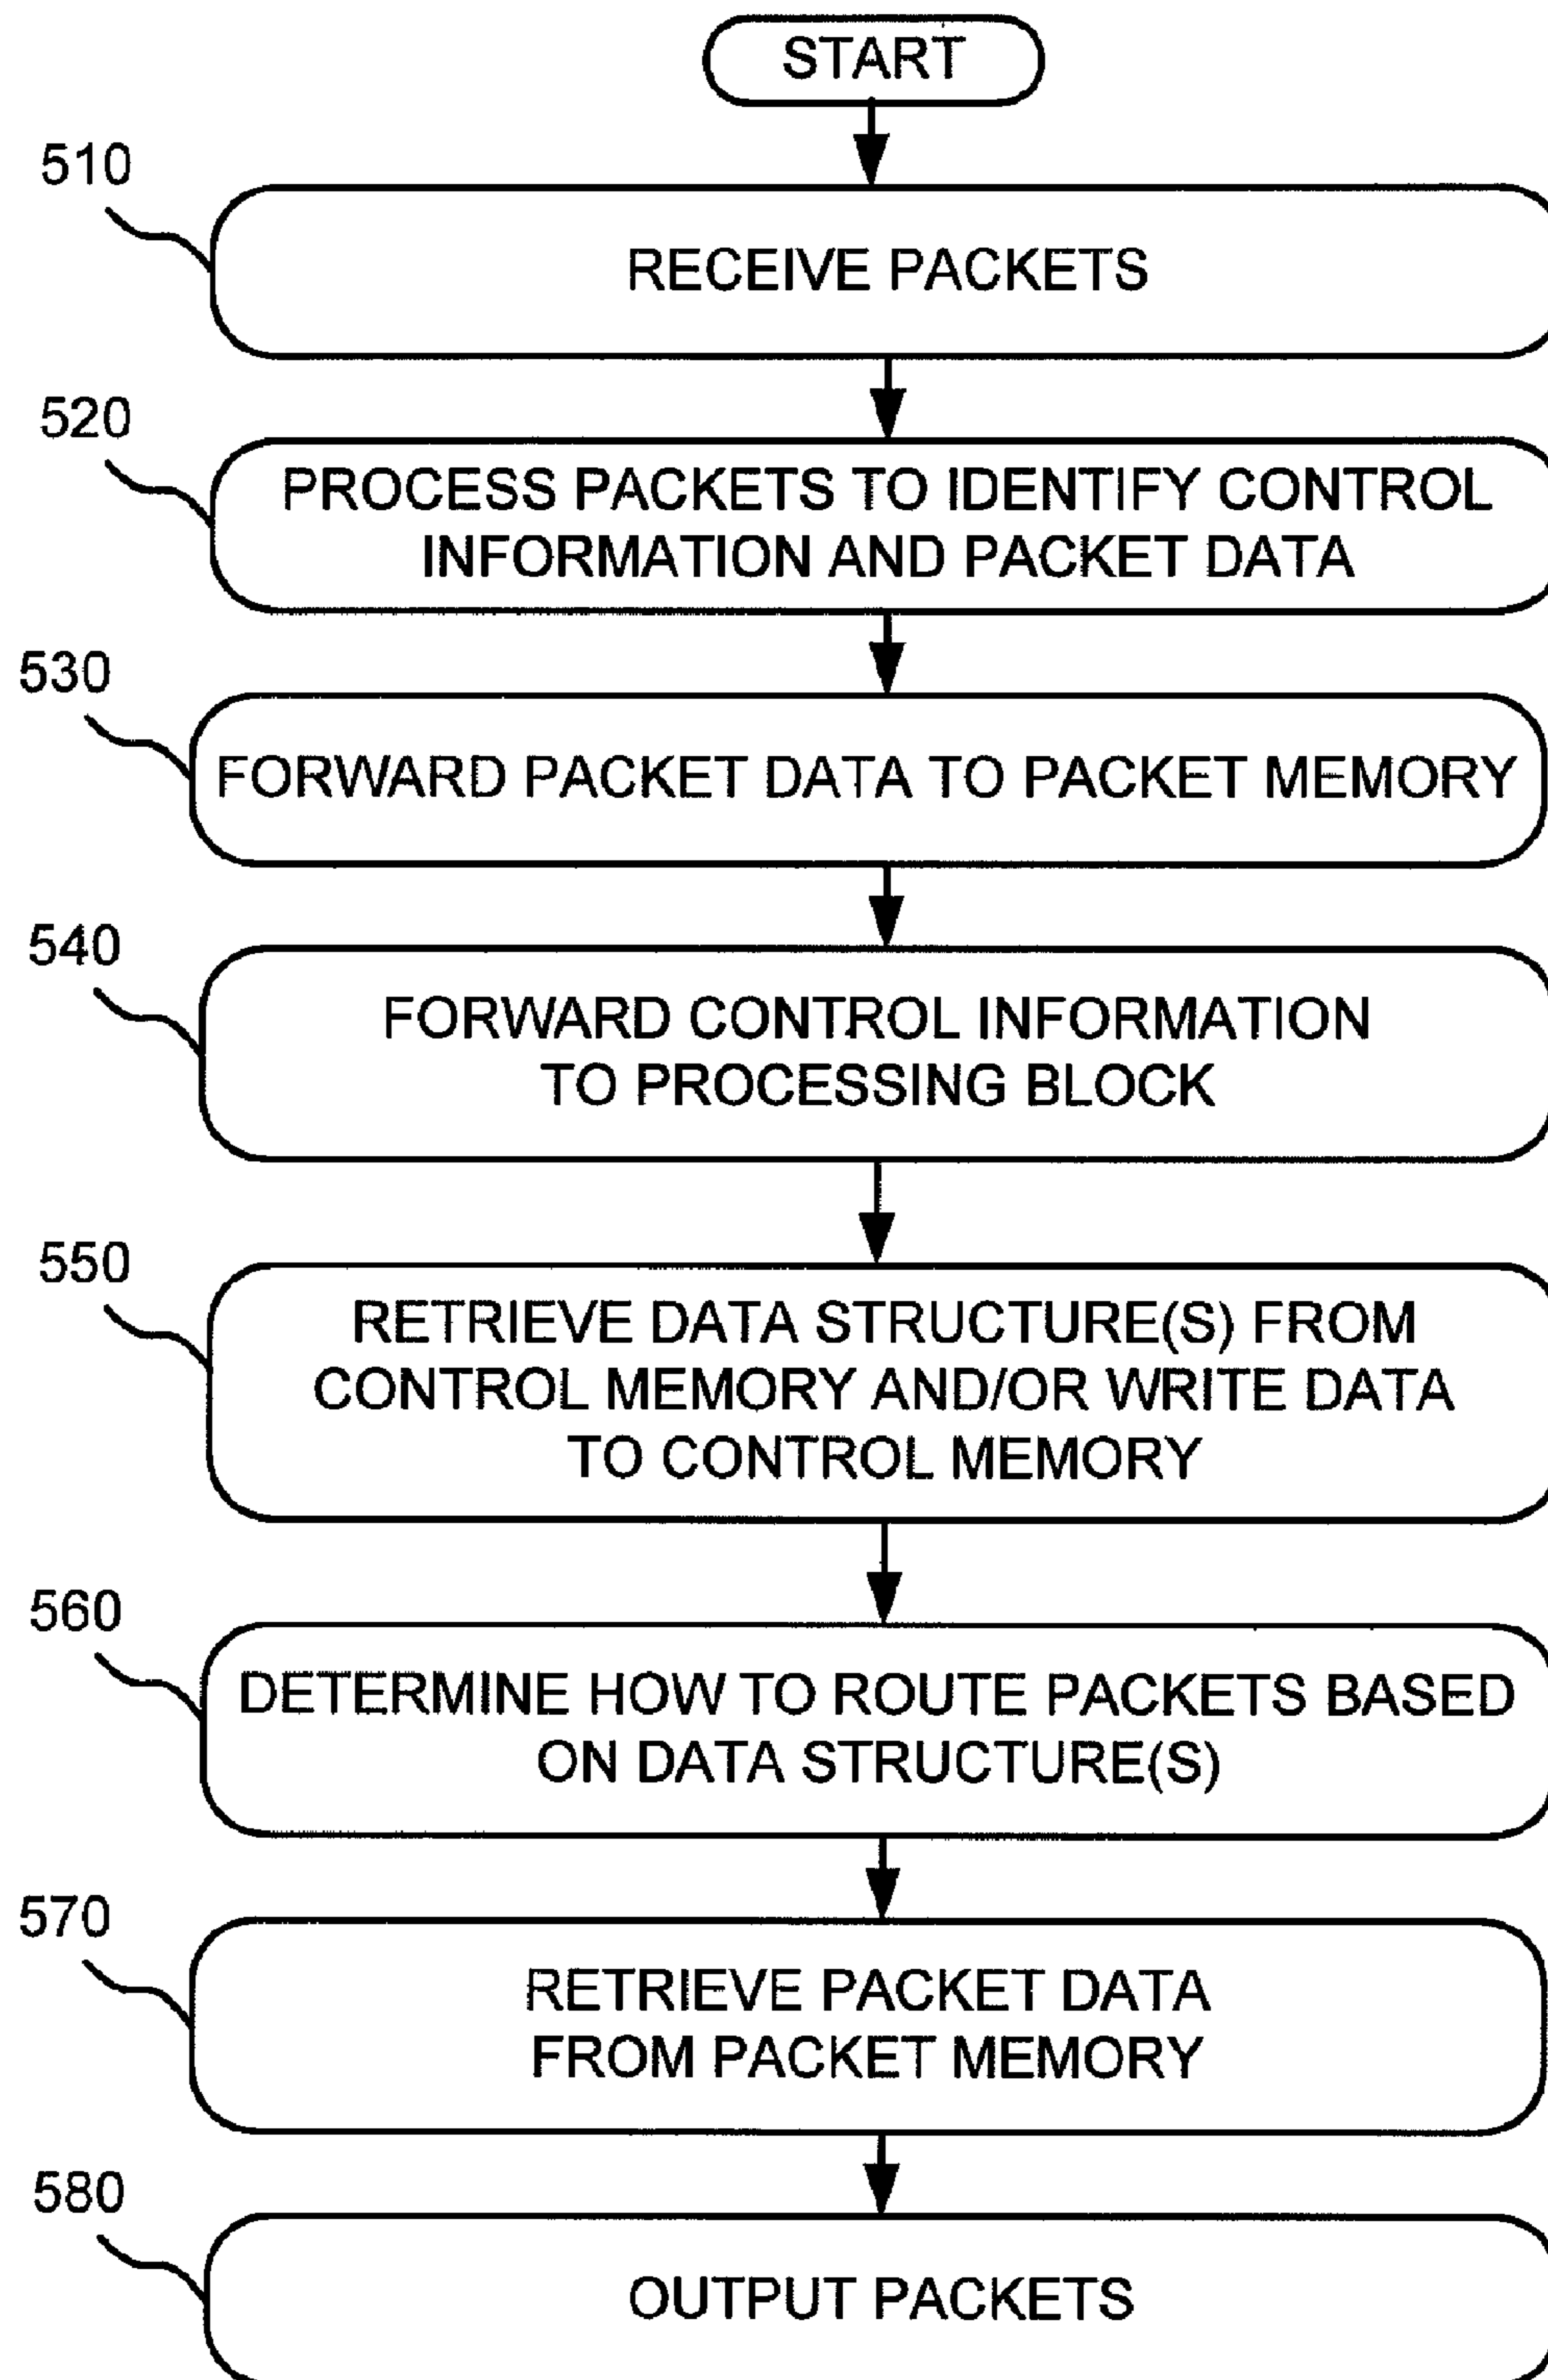 START
510
RECEIVE PACKETS
520
PROCESS PACKETS TO IDENTIFY CONTROL
INFORMATION AND PACKET DATA
530
FORWARD PACKET DATA TO PACKET MEMORY
540
FORWARD CONTROL INFORMATION
TO PROCESSING BLOCK
550
RETRIEVE DATA STRUCTURE(S) FROM
CONTROL MEMORY AND/OR WRITE DATA
TO CONTROL MEMORY
560
DETERMINE HOW TO ROUTE PACKETS BASED
ON DATA STRUCTURE(S)
570
RETRIEVE PACKET DATA
FROM PACKET MEMORY
580
OUTPUT PACKETS